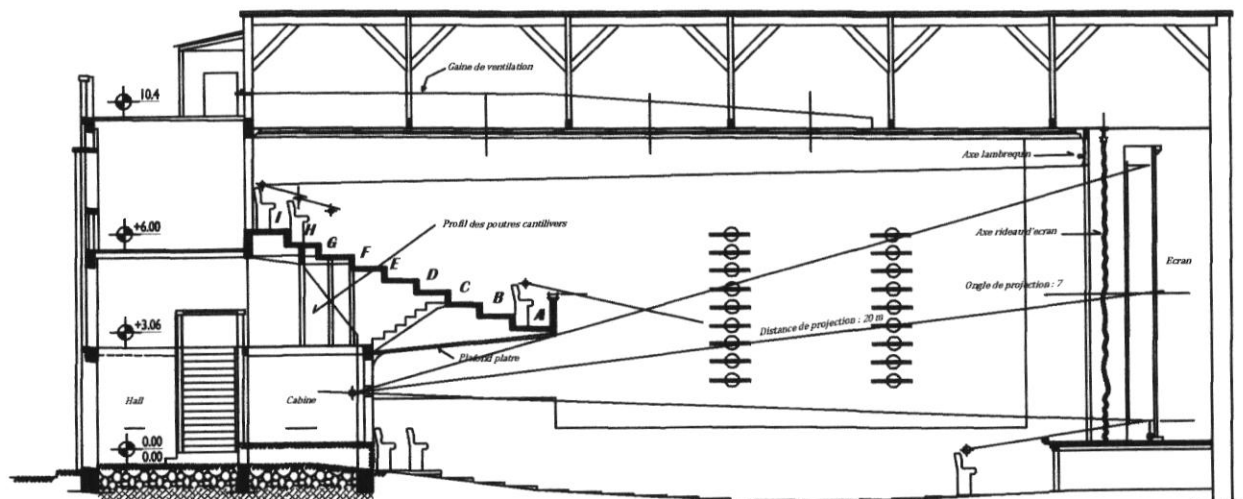 Gaine de ventilation
10.4
Axe lambrequin
I
H
G
F
E
D
C
B
A
Profil des poutres cantilivers
+6.00
Axe rideau d'ecran
Ecran
Ongle de projection : 7
Distance de projection : 20 m
+3.06
Plafond platre
Hall
Cabine
0.00
0.00